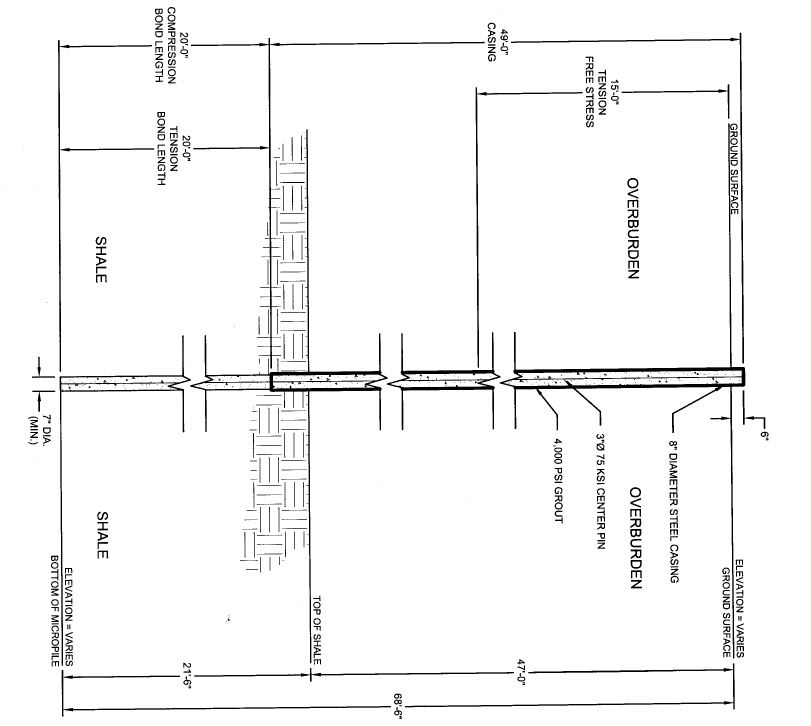 6"
ELEVATION = VARIES
GROUND SURFACE
GROUND SURFACE
49'-0"
CASING
15'-0"
TENSION
FREE STRESS
OVERBURDEN
OVERBURDEN
8" DIAMETER STEEL CASING
3"Ø 75 KSI CENTER PIN
4,000 PSI GROUT
47'-0"
68'-6"
TOP OF SHALE
20'-0"
COMPRESSION
BOND LENGTH
20'-0"
TENSION
BOND LENGTH
SHALE
SHALE
21'-6"
7" DIA.
(MIN.)
ELEVATION = VARIES
BOTTOM OF MICROPILE